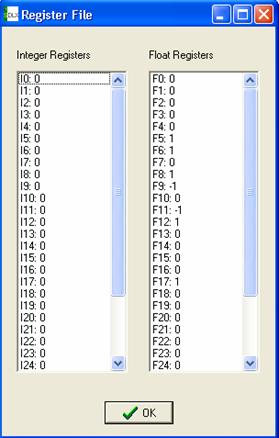 Register File
Integer Registers
I0: 0
I1: 0
I2: 0
I3: 0
I4: 0
I5: 0
I6: 0
I7: 0
I8: 0
I9: 0
I10: 0
I11: 0
I12: 0
I13: 0
I14: 0
I15: 0
I16: 0
I17: 0
I18: 0
I19: 0
I20: 0
I21: 0
I22: 0
I23: 0
I24: 0
Float Registers
F0: 0
F1: 0
F2: 0
F3: 0
F4: 0
F5: 1
F6: 1
F7: 0
F8: 1
F9: -1
F10: 0
F11: -1
F12: 1
F13: 0
F14: 0
F15: 0
F16: 0
F17: 1
F18: 0
F19: 0
F20: 0
F21: 0
F22: 0
F23: 0
F24: 0
OK